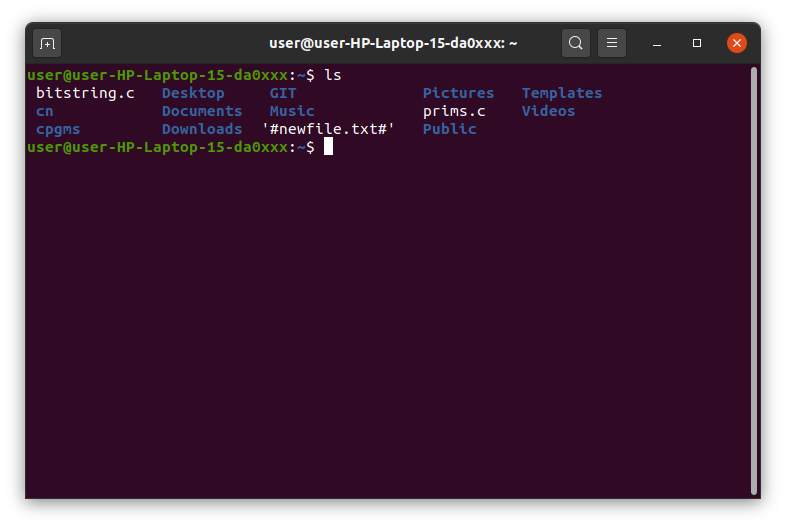 user@user-HP-Laptop-15-da0xxx: ~
user@user-HP-Laptop-15-da0xxx:~$ ls
bitstring.c Desktop GIT Pictures Templates
cn Documents Music prims.c Videos
cpgms Downloads '#newfile.txt#' Public
user@user-HP-Laptop-15-da0xxx:~$